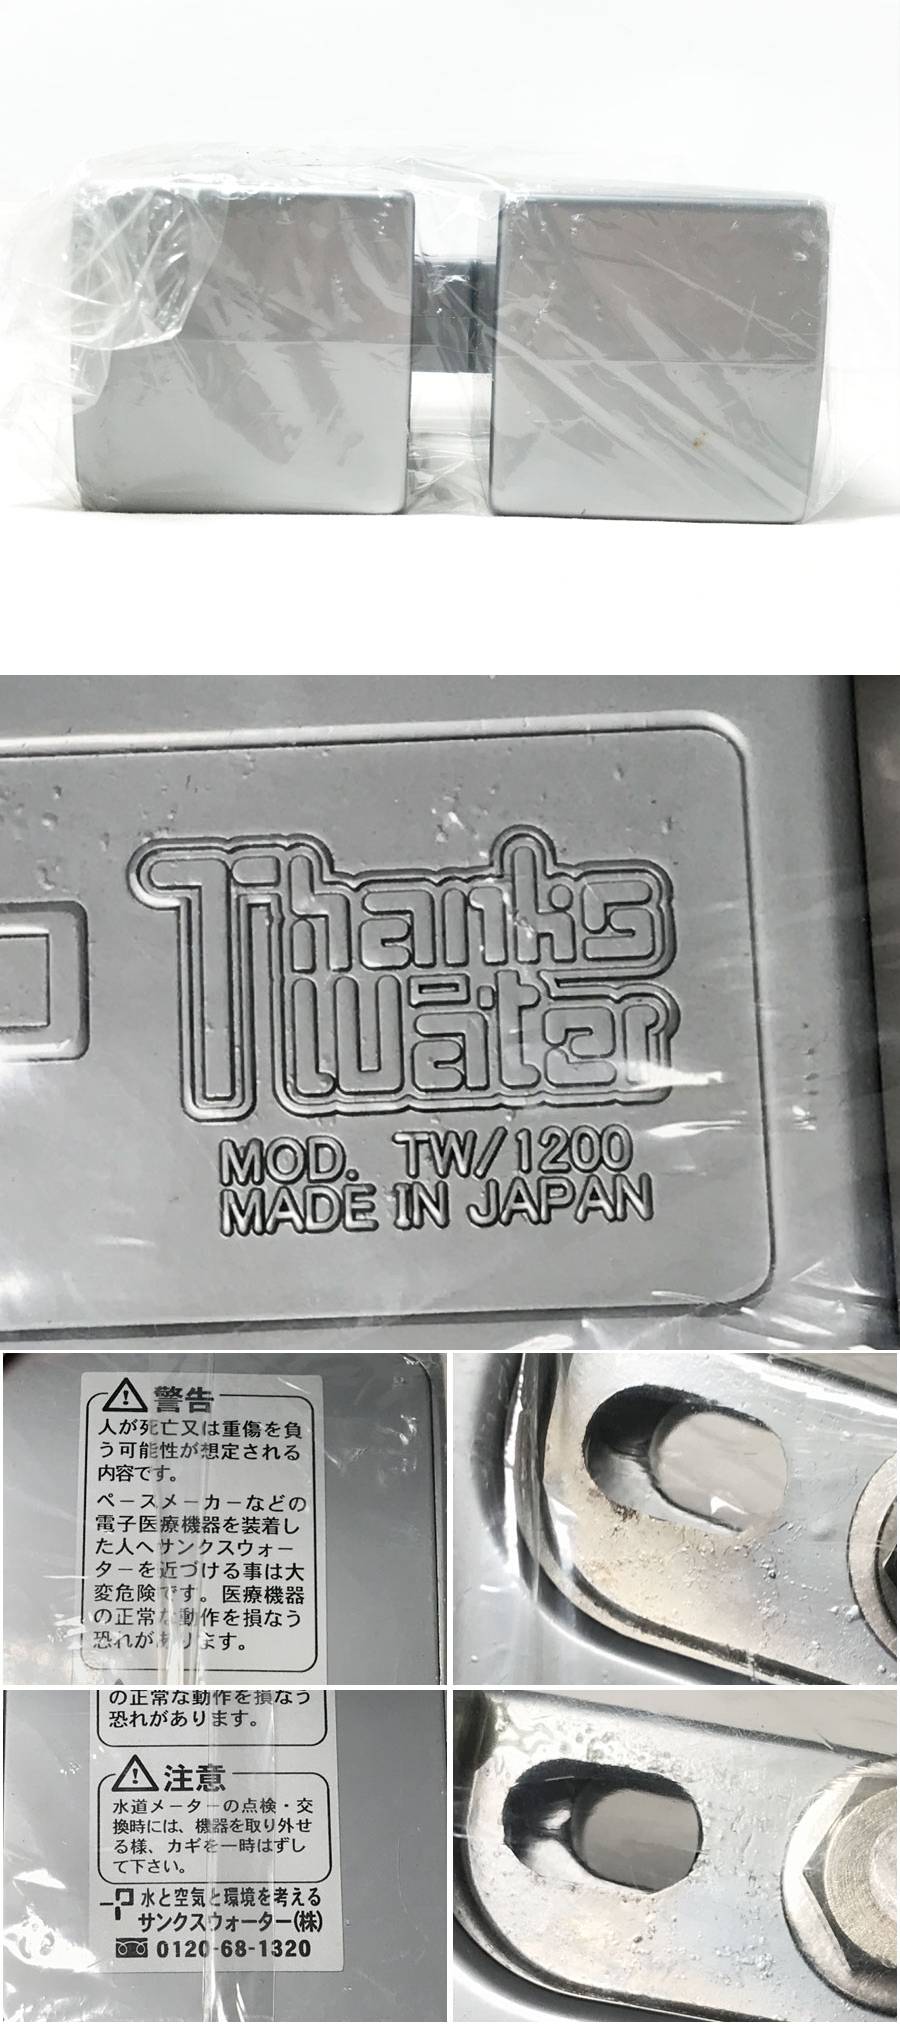 Thanks
Water
MOD. TW/1200
MADE IN JAPAN
警告
人が死亡又は重傷を負
う可能性が想定される
内容です。
ペースメーカーなどの
電子医療機器を装着し
た人へサンクスウォー
ターを近づける事は大
変危険です。医療機器
の正常な動作を損なう
恐れがあります。
の正常な動作を損なう
恐れがあります。
注意
水道メーターの点検・交
換時には、機器を取り外せ
る様、カギを一時はずし
て下さい。
水と空気と環境を考える
サンクスウォーター(株)
0120-68-1320